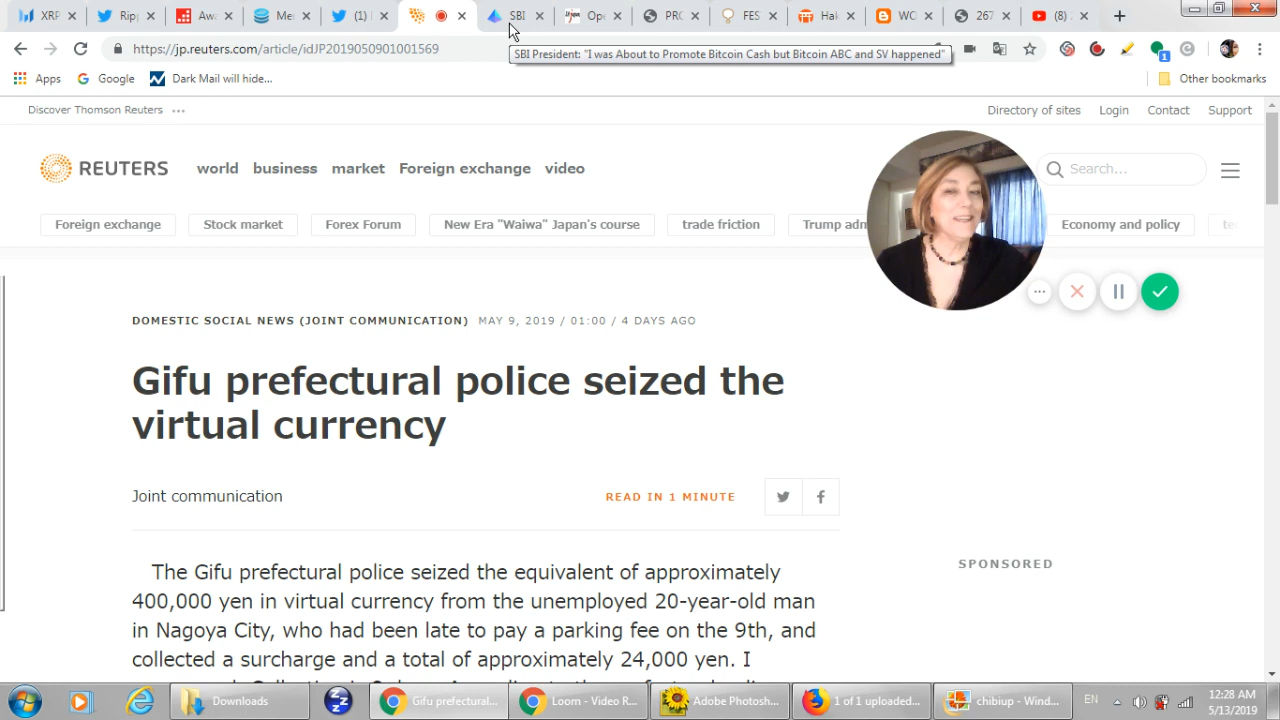 XRP
Ripp
Awa
Mer
(1) I
SBI
Ope
PRC
FES
Hak
WC
267
(8)
https://jp.reuters.com/article/idJP2019050901001569
SBI President: "I was About to Promote Bitcoin Cash but Bitcoin ABC and SV happened"
1
Apps
Google
Dark Mail will hide...
Other bookmarks
Discover Thomson Reuters ...
Directory of sites
Login
Contact
Support
REUTERS
world
business
market
Foreign exchange
video
Search...
Foreign exchange
Stock market
Forex Forum
New Era "Waiwa" Japan's course
trade friction
Trump adn
Economy and policy
tec
DOMESTIC SOCIAL NEWS (JOINT COMMUNICATION) MAY 9, 2019 / 01:00 / 4 DAYS AGO
Gifu prefectural police seized the
virtual currency
Joint communication
READ IN 1 MINUTE
SPONSORED
The Gifu prefectural police seized the equivalent of approximately
400,000 yen in virtual currency from the unemployed 20-year-old man
in Nagoya City, who had been late to pay a parking fee on the 9th, and
collected a surcharge and a total of approximately 24,000 yen. I
Downloads
Gifu prefectural...
Loom - Video R...
Adobe Photosh...
1 of 1 uploaded...
chibiup - Wind...
EN
12:28 AM
5/13/2019